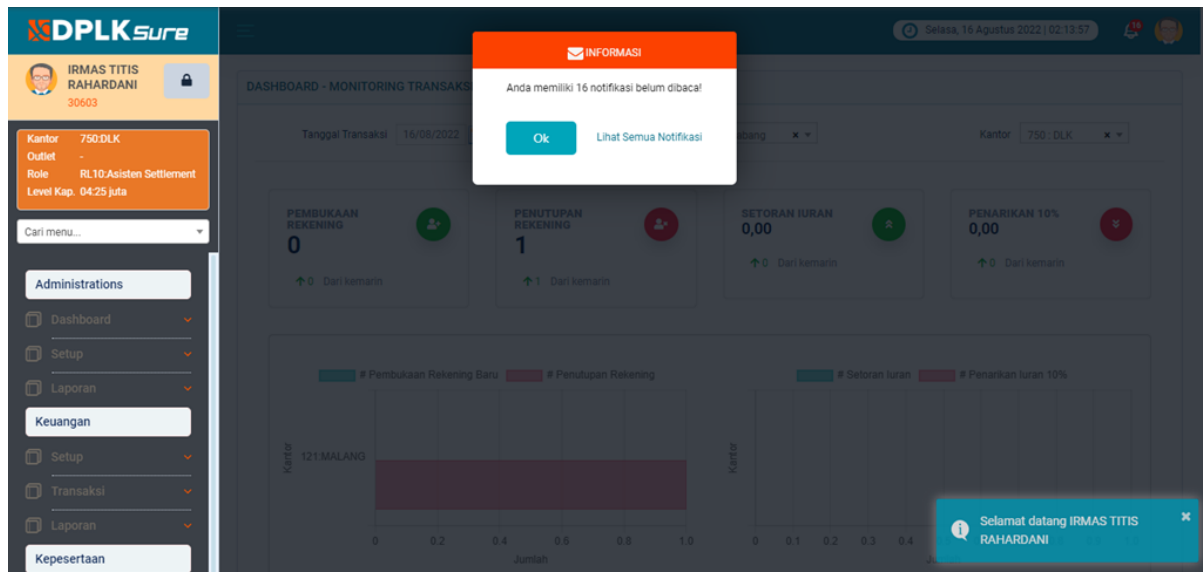 DPLKSure
IRMAS TITIS
RAHARDANI
30603
Kantor 750:DLK
Outlet -
Role RL10:Asisten Settlement
Level Kap. 04:25 juta
Cari menu...
Administrations
Dashboard
Setup
Laporan
Keuangan
Setup
Transaksi
Laporan
Kepesertaan
Selasa, 16 Agustus 2022 | 02:13:57
16
INFORMASI
Anda memiliki 16 notifikasi belum dibaca!
Ok Lihat Semua Notifikasi
DASHBOARD - MONITORING TRANSAKS
Tanggal Transaksi 16/08/2022
abang
Kantor 750 : DLK
PEMBUKAAN
REKENING
0
0 Dari kemarin
PENUTUPAN
REKENING
1
1 Dari kemarin
SETORAN IURAN
0,00
0 Dari kemarin
PENARIKAN 10%
0,00
0 Dari kemarin
# Pembukaan Rekening Baru # Penutupan Rekening
Kantor
121:MALANG
0 0.2 0.4 0.6 0.8 1.0
Jumlah
# Setoran Iuran # Penarikan Iuran 10%
Kantor
0 0.1 0.2 0.3 0.4
Selamat datang IRMAS TITIS
RAHARDANI